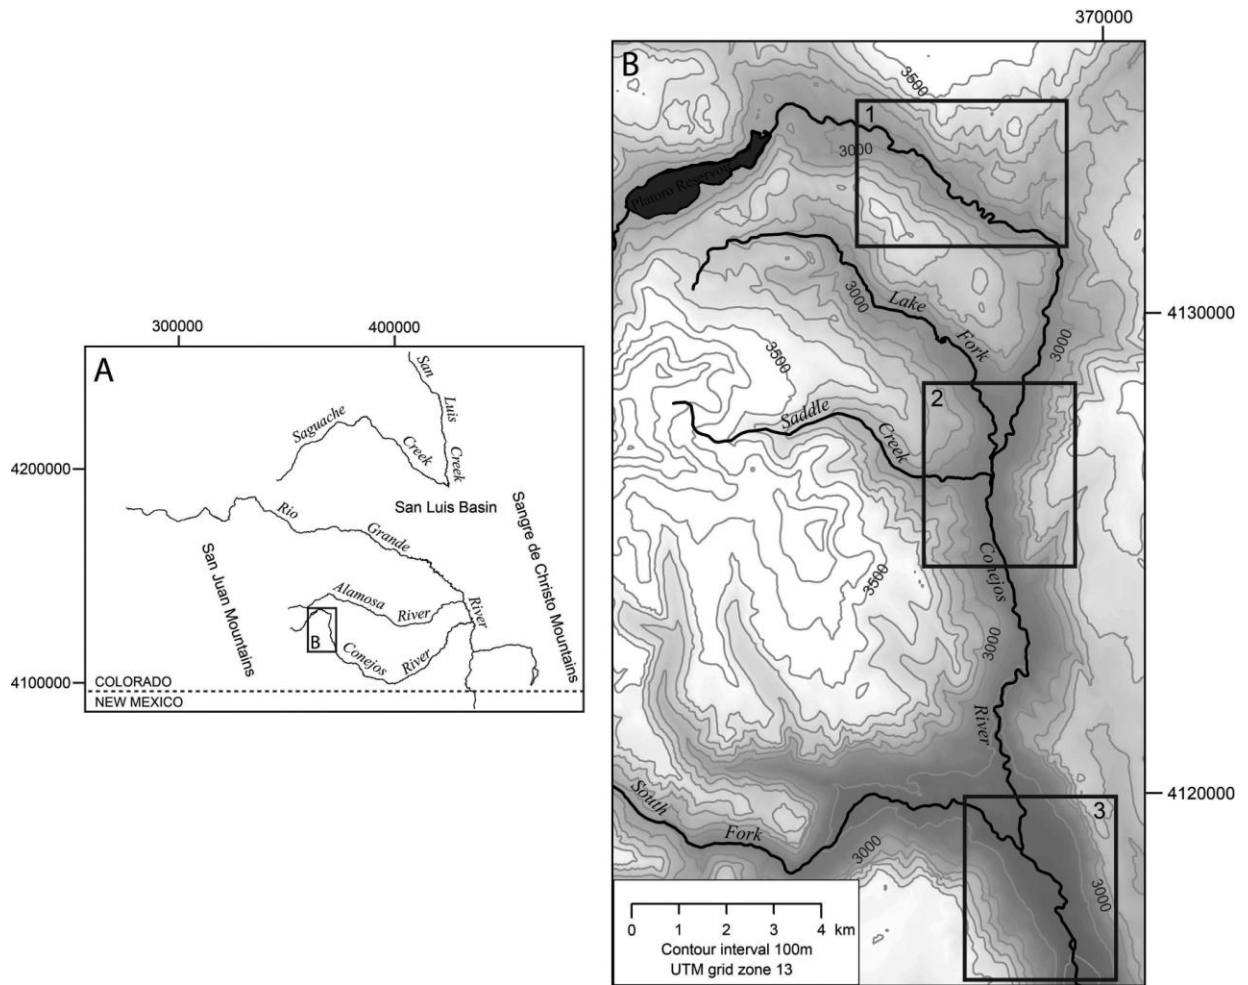 A
300000
400000
4200000
4100000
San
Luis
Creek
Saguache
Creek
San Luis Basin
Rio
Grande
River
Sangre de Christo Mountains
San Juan Mountains
Alamosa
River
B
Conejos
River
COLORADO
NEW MEXICO
B
370000
3500
1
3000
Platoro Reservoir
4130000
Lake
Fork
3000
3000
3500
2
Saddle
Creek
Conejos
3500
3000
River
4120000
South
Fork
3000
3
3000
0 1 2 3 4 km
Contour interval 100m
UTM grid zone 13